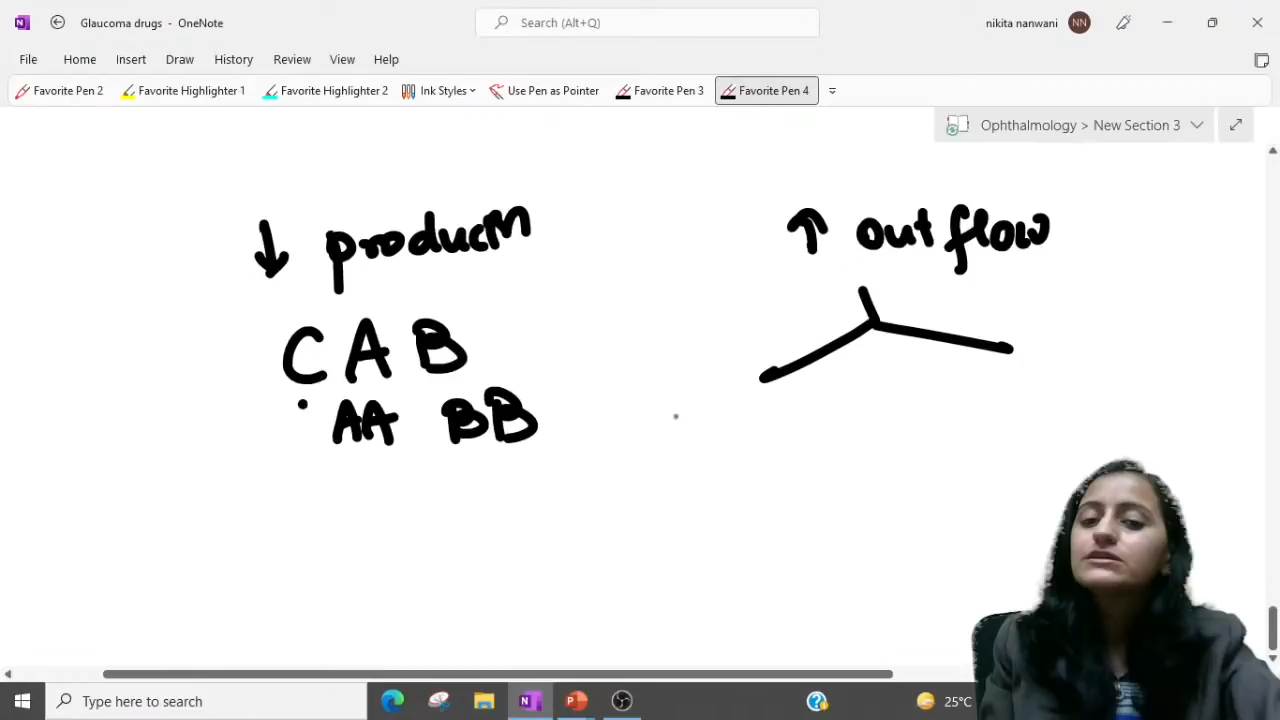 Glaucoma drugs - OneNote
Search (Alt+Q)
nikita nanwani NN
File Home Insert Draw History Review View Help
Favorite Pen 2 Favorite Highlighter 1 Favorite Highlighter 2 Ink Styles Use Pen as Pointer Favorite Pen 3 Favorite Pen 4
Ophthalmology > New Section 3
↓ productn ↑ outflow
C A B
AA BB
Type here to search
25°C